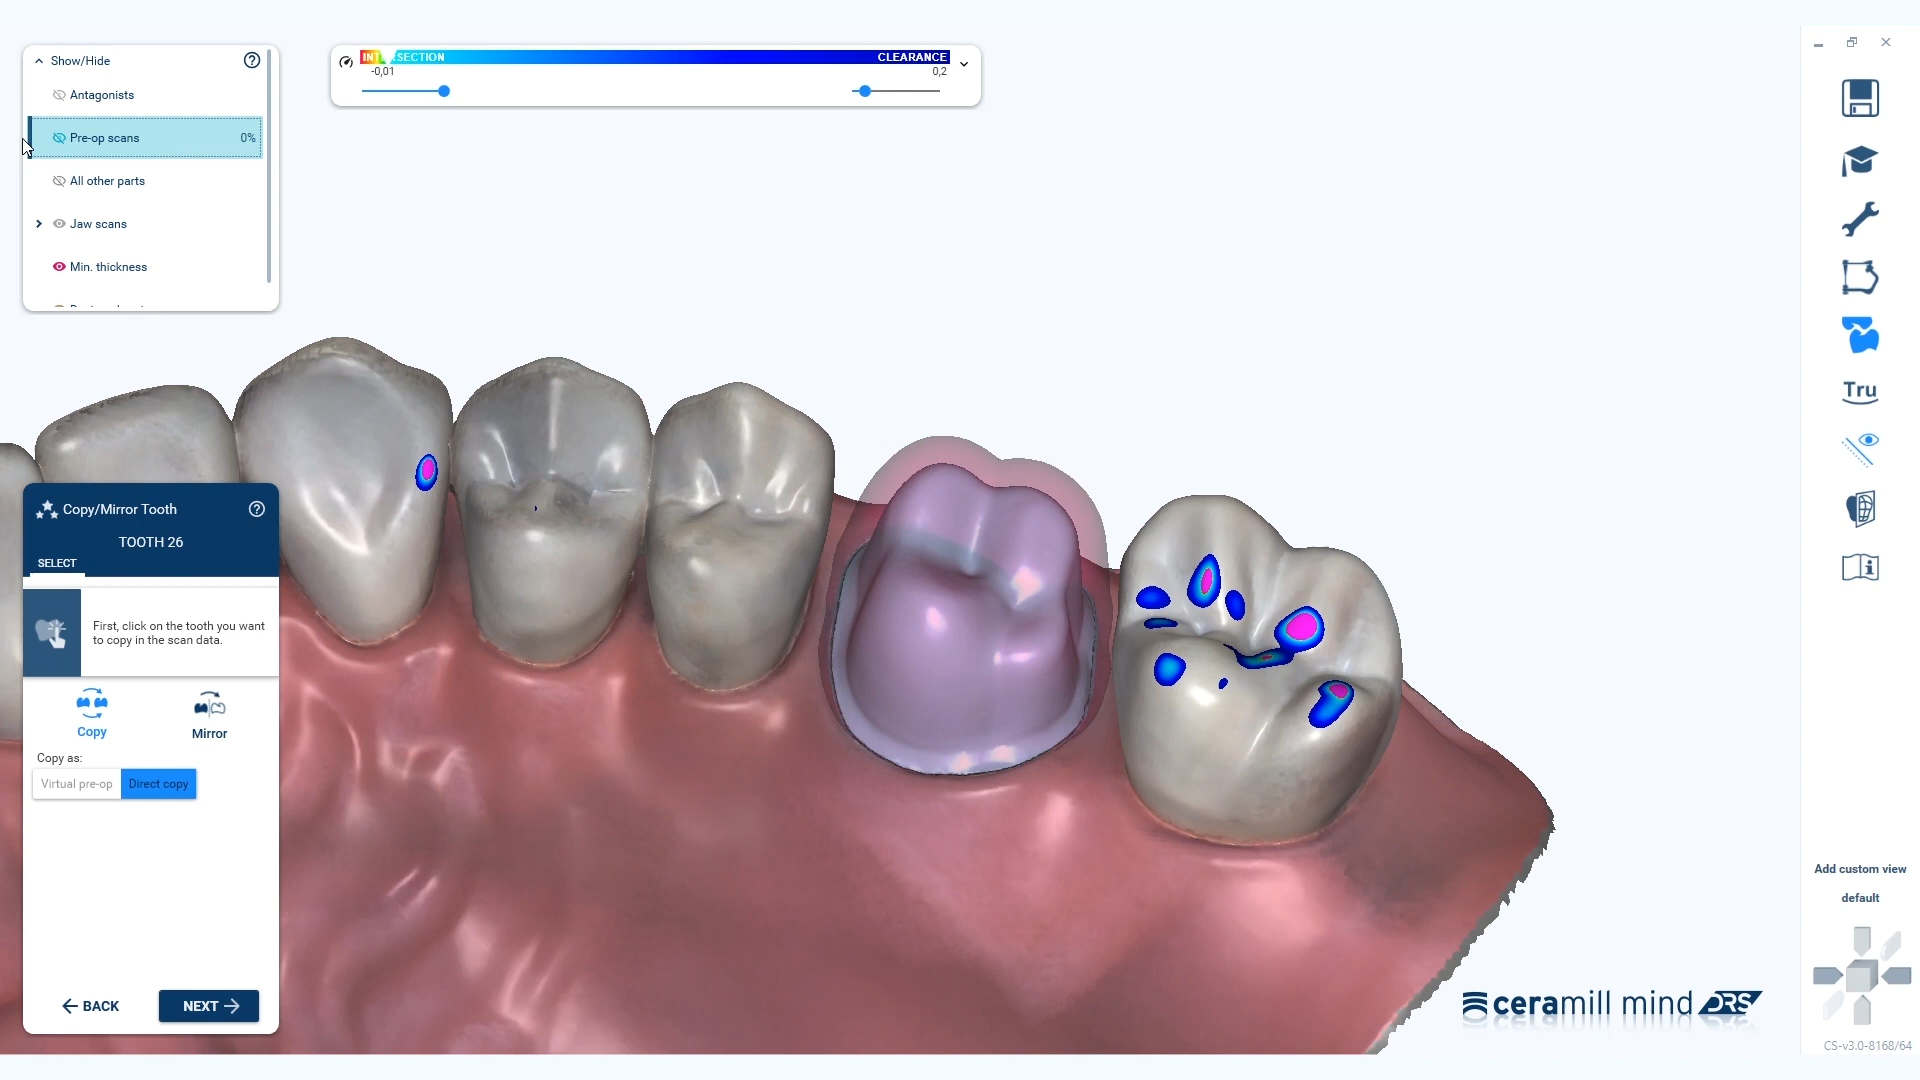 Show/Hide
Antagonists
Pre-op scans 0%
All other parts
Jaw scans
Min. thickness
SECTION CLEARANCE
-0,01 0,2
Copy/Mirror Tooth
TOOTH 26
SELECT
First, click on the tooth you want
to copy in the scan data.
Copy Mirror
Copy as:
Virtual pre-op Direct copy
BACK NEXT
Tru
Add custom view
default
ceramill mind DRS
CS-v3.0-8168/64